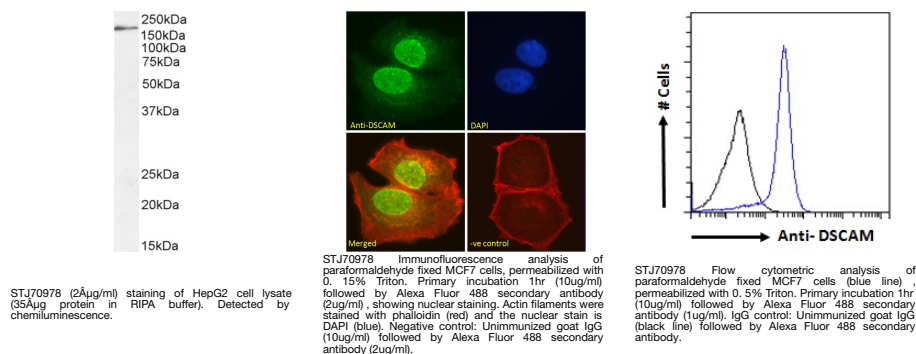 250kDa
150kDa
100kDa
75kDa
50kDa
37kDa
25kDa
20kDa
15kDa
STJ70978 (2Âµg/ml) staining of HepG2 cell lysate
(35Âµg protein in RIPA buffer). Detected by
chemiluminescence.
Anti-DSCAM
DAPI
Merged
-ve control
STJ70978 Immunofluorescence analysis of
paraformaldehyde fixed MCF7 cells, permeabilized with
0. 15% Triton. Primary incubation 1hr (10ug/ml)
followed by Alexa Fluor 488 secondary antibody
(2ug/ml) , showing nuclear staining. Actin filaments were
stained with phalloidin (red) and the nuclear stain is
DAPI (blue). Negative control: Unimmunized goat IgG
(10ug/ml) followed by Alexa Fluor 488 secondary
antibody (2ug/ml).
# Cells
Anti- DSCAM
STJ70978 Flow cytometric analysis of
paraformaldehyde fixed MCF7 cells (blue line) ,
permeabilized with 0. 5% Triton. Primary incubation 1hr
(10ug/ml) followed by Alexa Fluor 488 secondary
antibody (1ug/ml). IgG control: Unimmunized goat IgG
(black line) followed by Alexa Fluor 488 secondary
antibody.